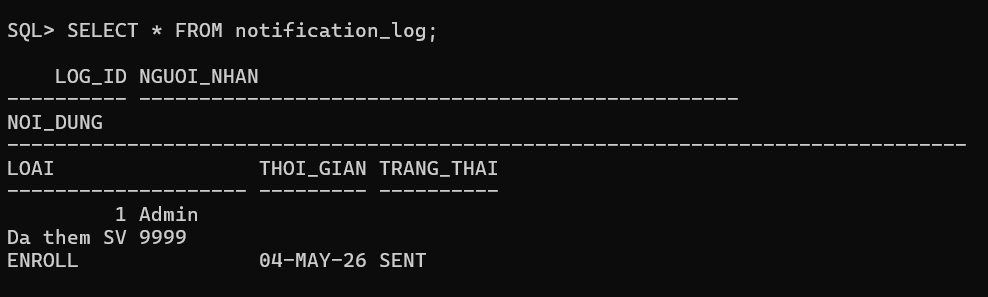 SQL> SELECT * FROM notification_log;
    LOG_ID NGUOI_NHAN
---------- --------------------------------------------------
NOI_DUNG
--------------------------------------------------------------------------------
LOAI                 THOI_GIAN TRANG_THAI
-------------------- --------- ----------
         1 Admin
Da them SV 9999
ENROLL               04-MAY-26 SENT